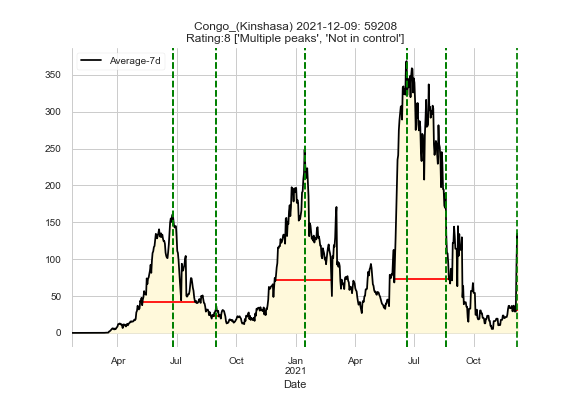 Congo_(Kinshasa) 2021-12-09: 59208
Rating:8 ['Multiple peaks', 'Not in control']
Average-7d
350
300
250
200
150
100
50
0
Apr Jul Oct Jan Apr Jul Oct
2021
Date